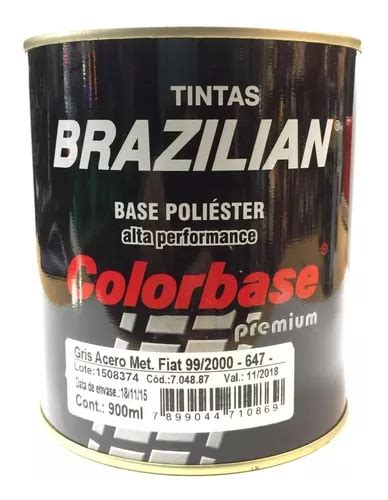 TINTAS
BRAZILIAN®
BASE POLIÉSTER
alta performance
Colorbase®
premium
Gris Acero Met. Fiat 99/2000 - 647 -
Lote:1508374 Cód.:7.048.87 Val.: 11/2018
Data de envase.:18/11/15
Cont.: 900ml
7 899044 710869